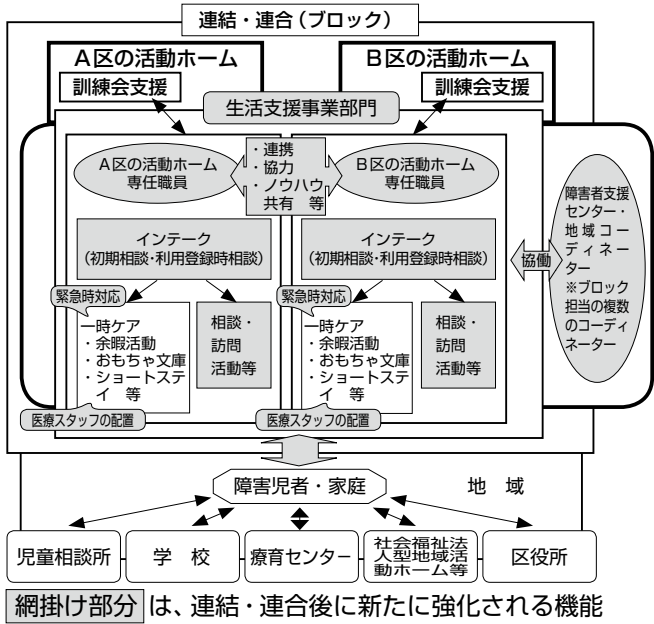 連結・連合（ブロック）
A区の活動ホーム
訓練会支援
B区の活動ホーム
訓練会支援
生活支援事業部門
A区の活動ホーム
専任職員
・連携
・協力
・ノウハウ
共有　等
B区の活動ホーム
専任職員
インテーク
（初期相談・利用登録時相談）
緊急時対応
一時ケア
・余暇活動
・おもちゃ文庫
・ショートステ
イ　等
相談・
訪問
活動等
医療スタッフの配置
インテーク
（初期相談・利用登録時相談）
緊急時対応
一時ケア
・余暇活動
・おもちゃ文庫
・ショートステ
イ　等
相談・
訪問
活動等
医療スタッフの配置
協働
障害者支援
センター・
地域コー
ディネー
ター
※ブロック
担当の複数
のコーディ
ネーター
障害児者・家庭
地　域
児童相談所
学　校
療育センター
社会福祉法
人型地域活
動ホーム等
区役所
網掛け部分 は、連結・連合後に新たに強化される機能